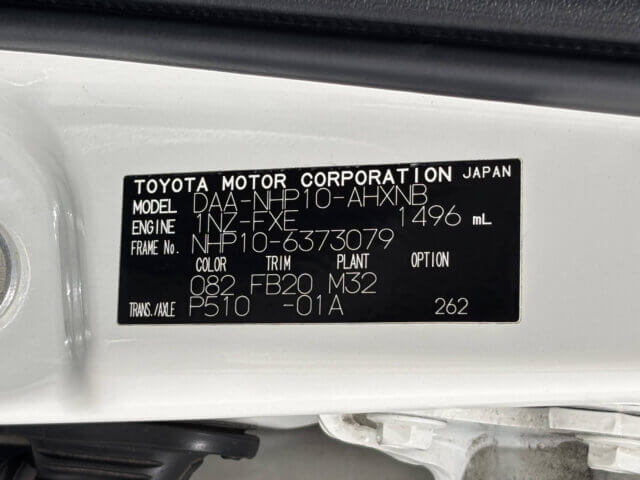 TOYOTA MOTOR CORPORATION JAPAN
MODEL DAA-NHP10-AHXNB
ENGINE 1NZ-FXE 1496 mL
FRAME No. NHP10-6373079
COLOR TRIM PLANT OPTION
082 FB20 M32
TRANS./AXLE P510 -01A 262